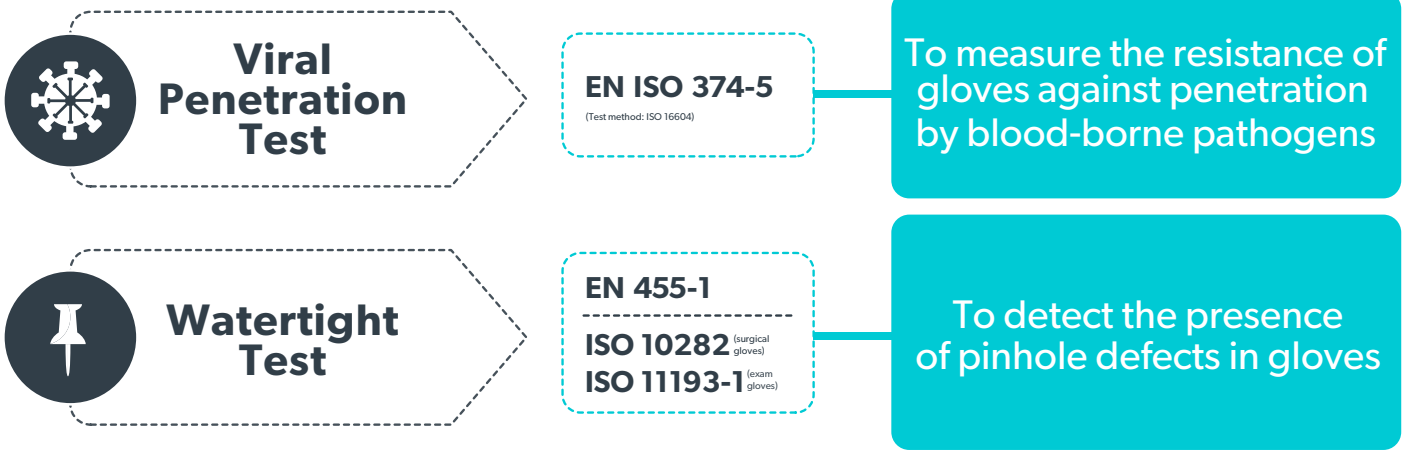 Viral
Penetration
Test
EN ISO 374-5
(Test method: ISO 16604)
To measure the resistance of
gloves against penetration
by blood-borne pathogens
Watertight
Test
EN 455-1
ISO 10282 (surgical
gloves)
ISO 11193-1 (exam
gloves)
To detect the presence
of pinhole defects in gloves